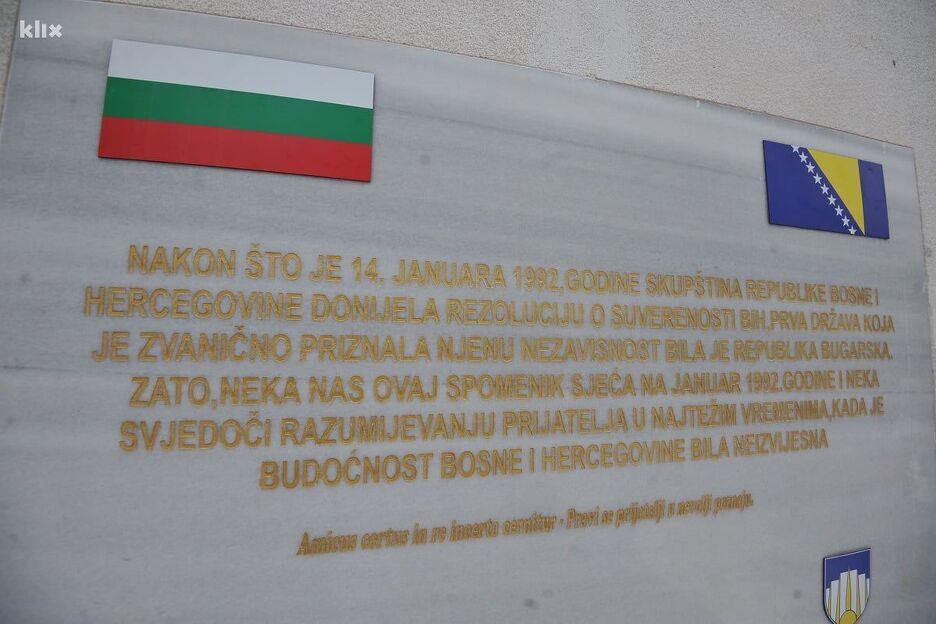 klix
NAKON ŠTO JE 14. JANUARA 1992.GODINE SKUPŠTINA REPUBLIKE BOSNE I
HERCEGOVINE DONIJELA REZOLUCIJU O SUVERENOSTI BIH,PRVA DRŽAVA KOJA
JE ZVANIČNO PRIZNALA NJENU NEZAVISNOST BILA JE REPUBLIKA BUGARSKA.
ZATO,NEKA NAS OVAJ SPOMENIK SJEĆA NA JANUAR 1992.GODINE I NEKA
SVJEDOČI RAZUMIJEVANJU PRIJATELJA U NAJTEŽIM VREMENIMA,KADA JE
BUDOĆNOST BOSNE I HERCEGOVINE BILA NEIZVIJESNA
Amicus certus in re incerta cernitur - Pravi se prijatelji u nevolji poznaju.